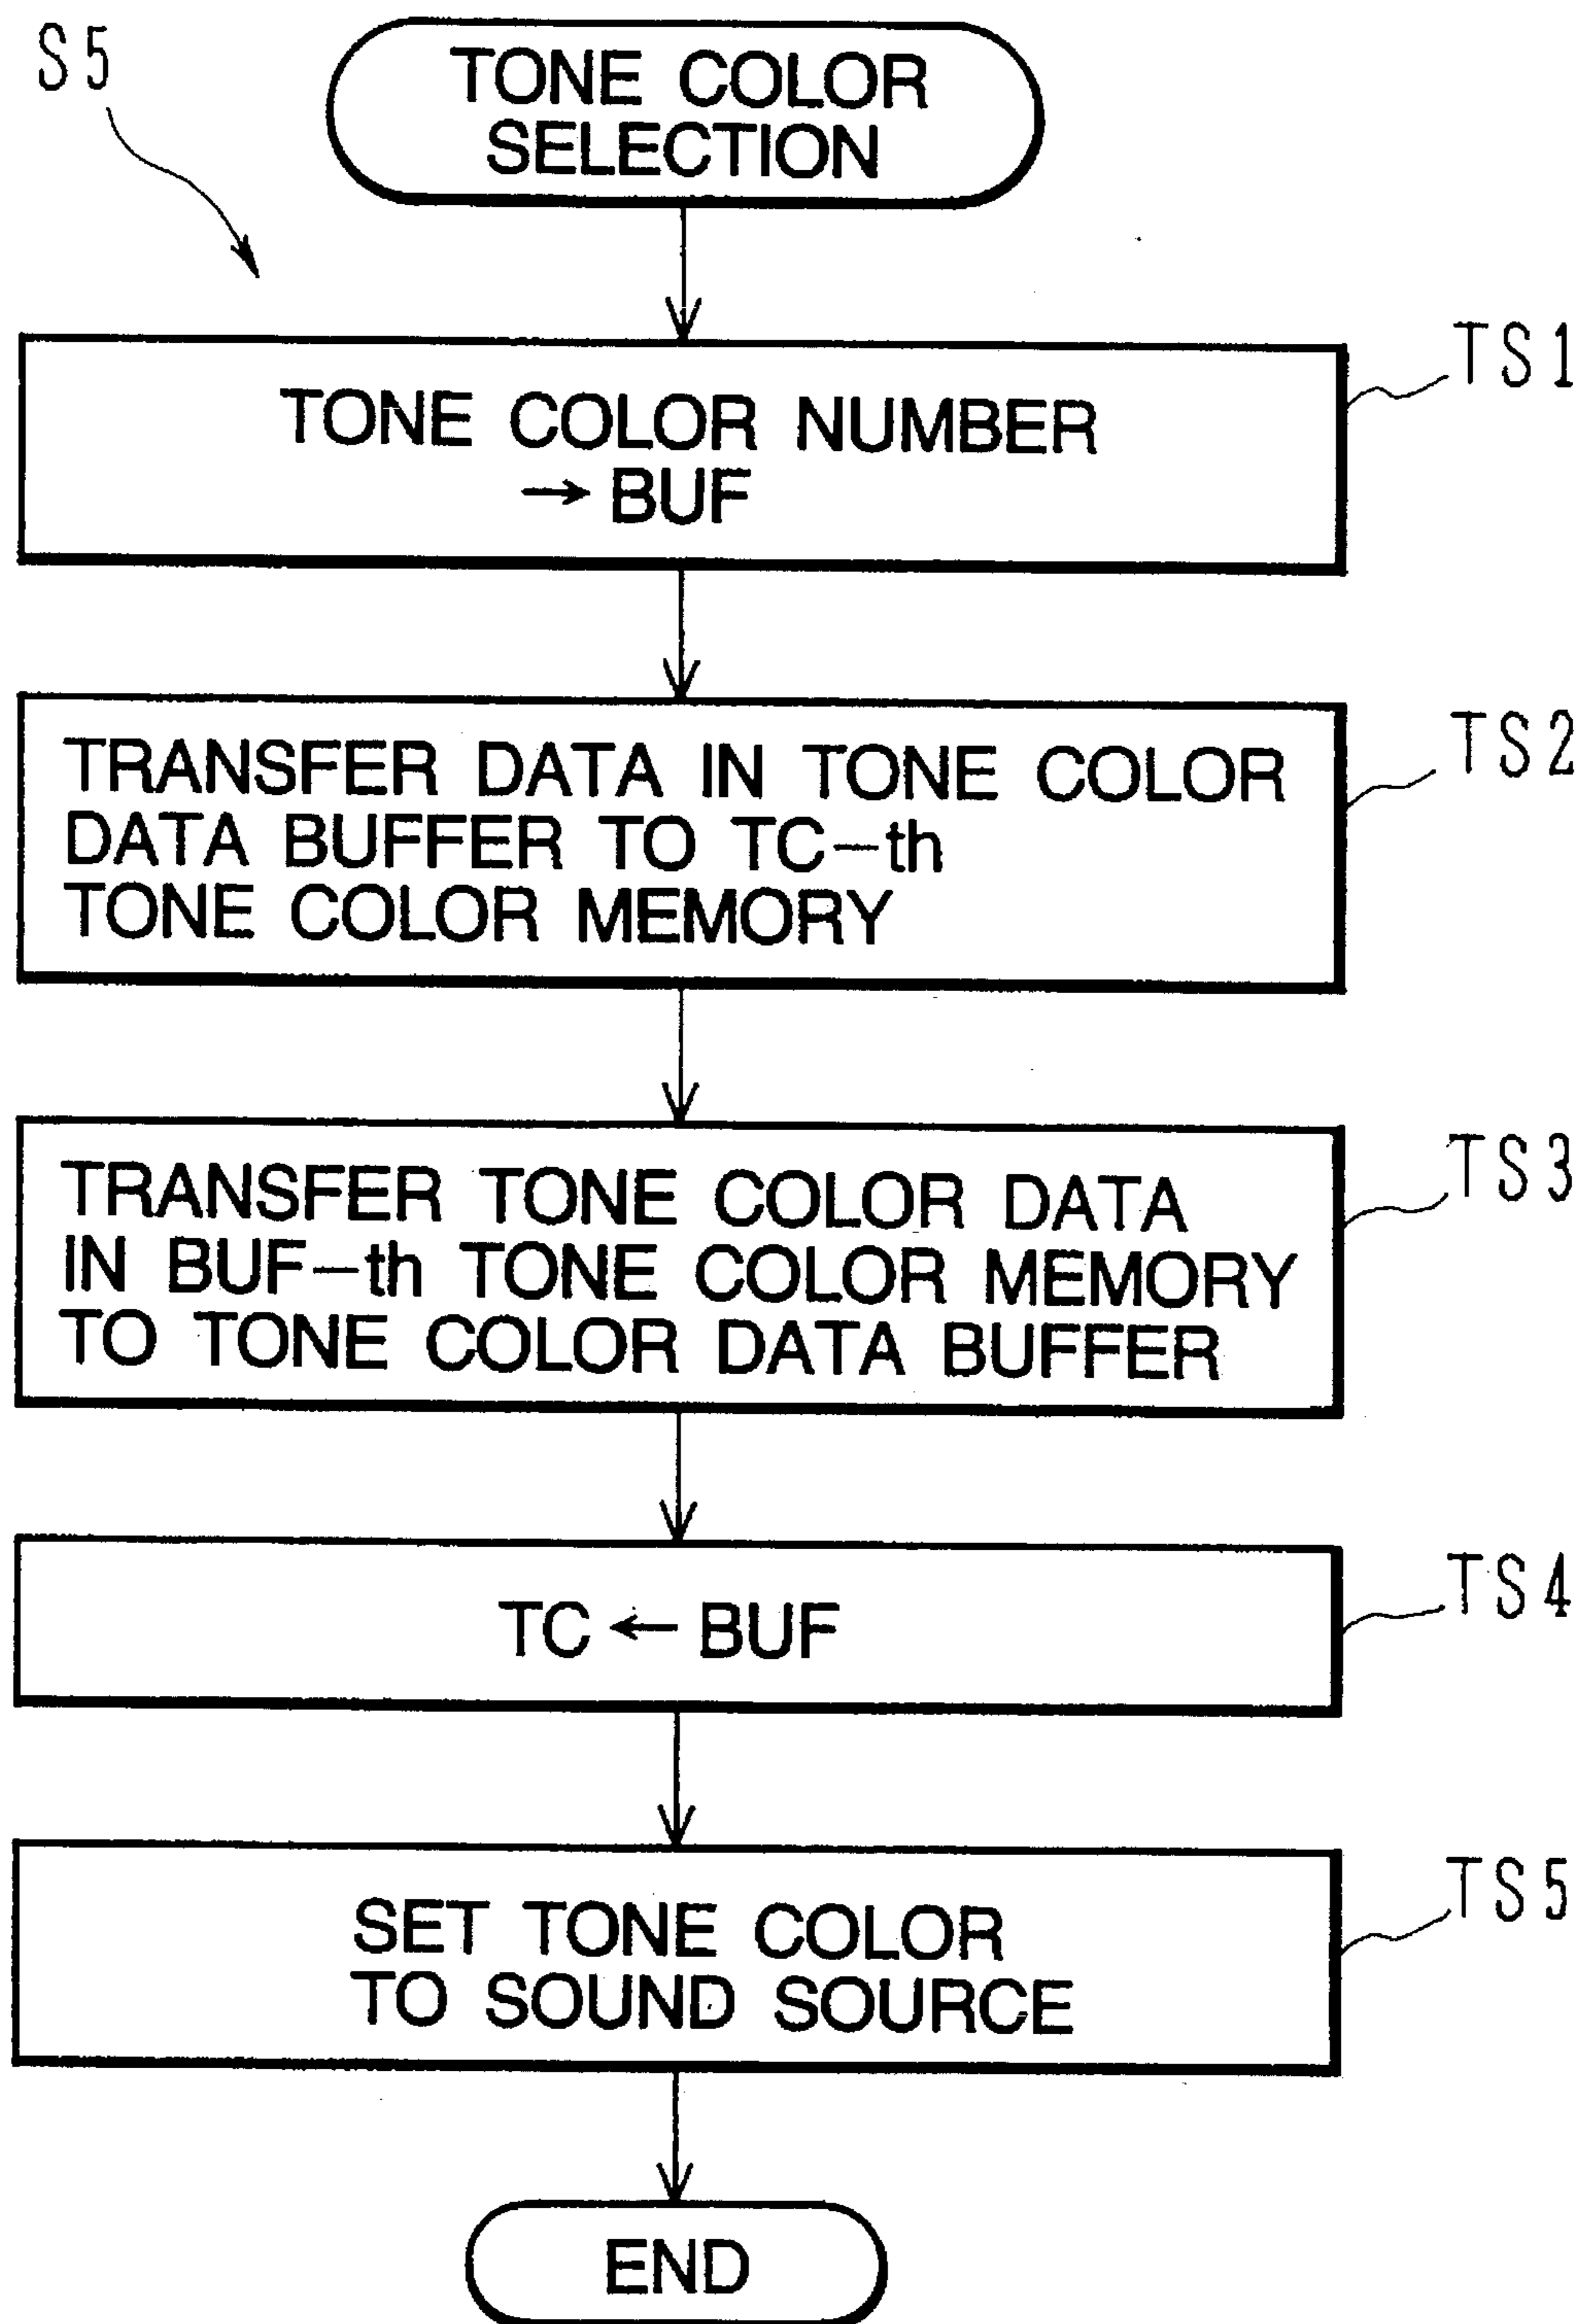 S5
TONE COLOR
SELECTION
TS1
TONE COLOR NUMBER
→ BUF
TS2
TRANSFER DATA IN TONE COLOR
DATA BUFFER TO TC-th
TONE COLOR MEMORY
TS3
TRANSFER TONE COLOR DATA
IN BUF-th TONE COLOR MEMORY
TO TONE COLOR DATA BUFFER
TS4
TC ← BUF
TS5
SET TONE COLOR
TO SOUND SOURCE
END